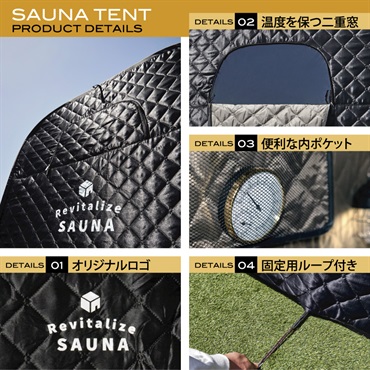 SAUNA TENT
PRODUCT DETAILS
Revitalize
SAUNA
DETAILS 01 オリジナルロゴ
Revitalize
SAUNA
DETAILS 02 温度を保つ二重窓
DETAILS 03 便利な内ポケット
DETAILS 04 固定用ループ付き